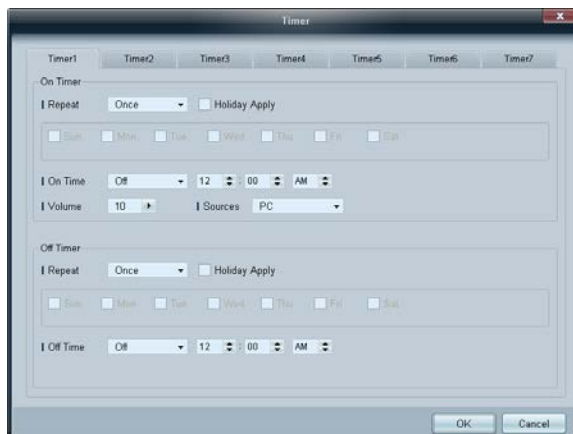 Timer
Timer1 Timer2 Timer3 Timer4 Timer5 Timer6 Timer7
On Timer
Repeat Once Holiday Apply
Sun Mon Tue Wed Thu Fri Sat
On Time Off 12 : 00 AM
Volume 10 Sources PC
Off Timer
Repeat Once Holiday Apply
Sun Mon Tue Wed Thu Fri Sat
Off Time Off 12 : 00 AM
OK Cancel